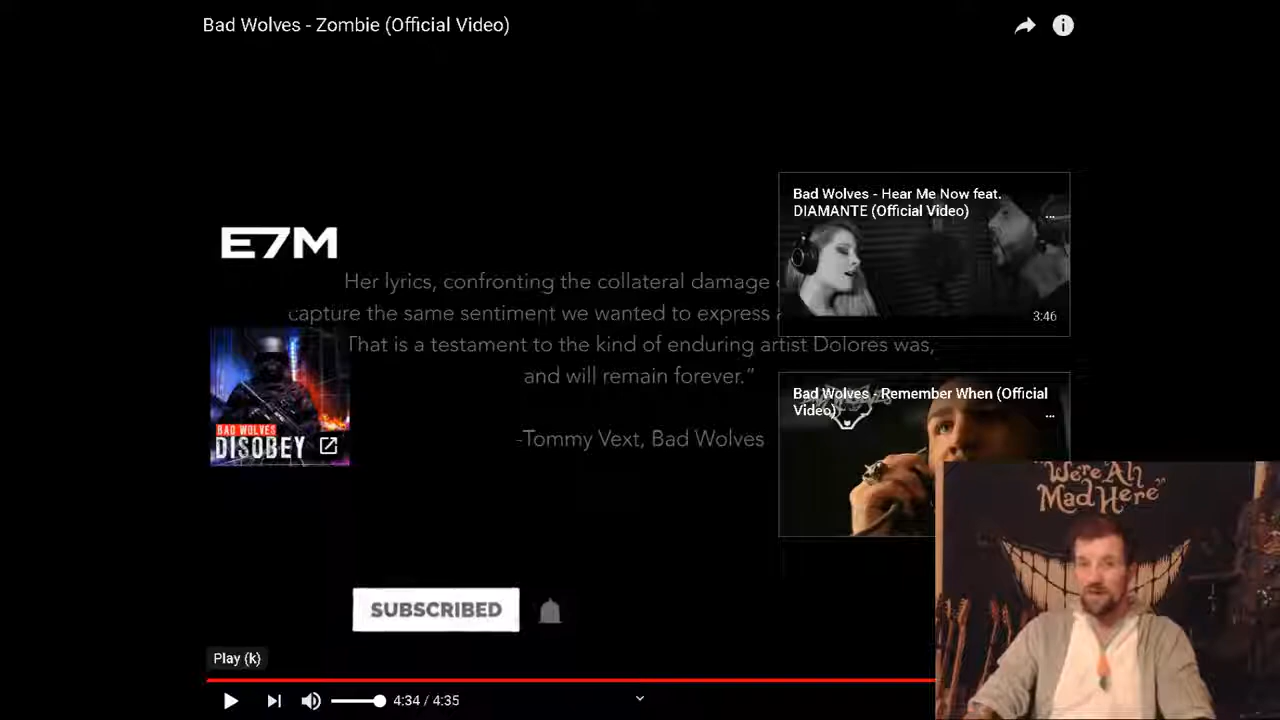 Bad Wolves - Zombie (Official Video)
Bad Wolves - Hear Me Now feat.
DIAMANTE (Official Video)
...
3:46
E7M
Her lyrics, confronting the collateral damage
capture the same sentiment we wanted to express
That is a testament to the kind of enduring artist Dolores was,
and will remain forever.”
-Tommy Vext, Bad Wolves
BAD WOLVES
DISOBEY
Bad Wolves - Remember When (Official
Video)
...
"We're All
Mad Here"
SUBSCRIBED
Play (k)
4:34 / 4:35